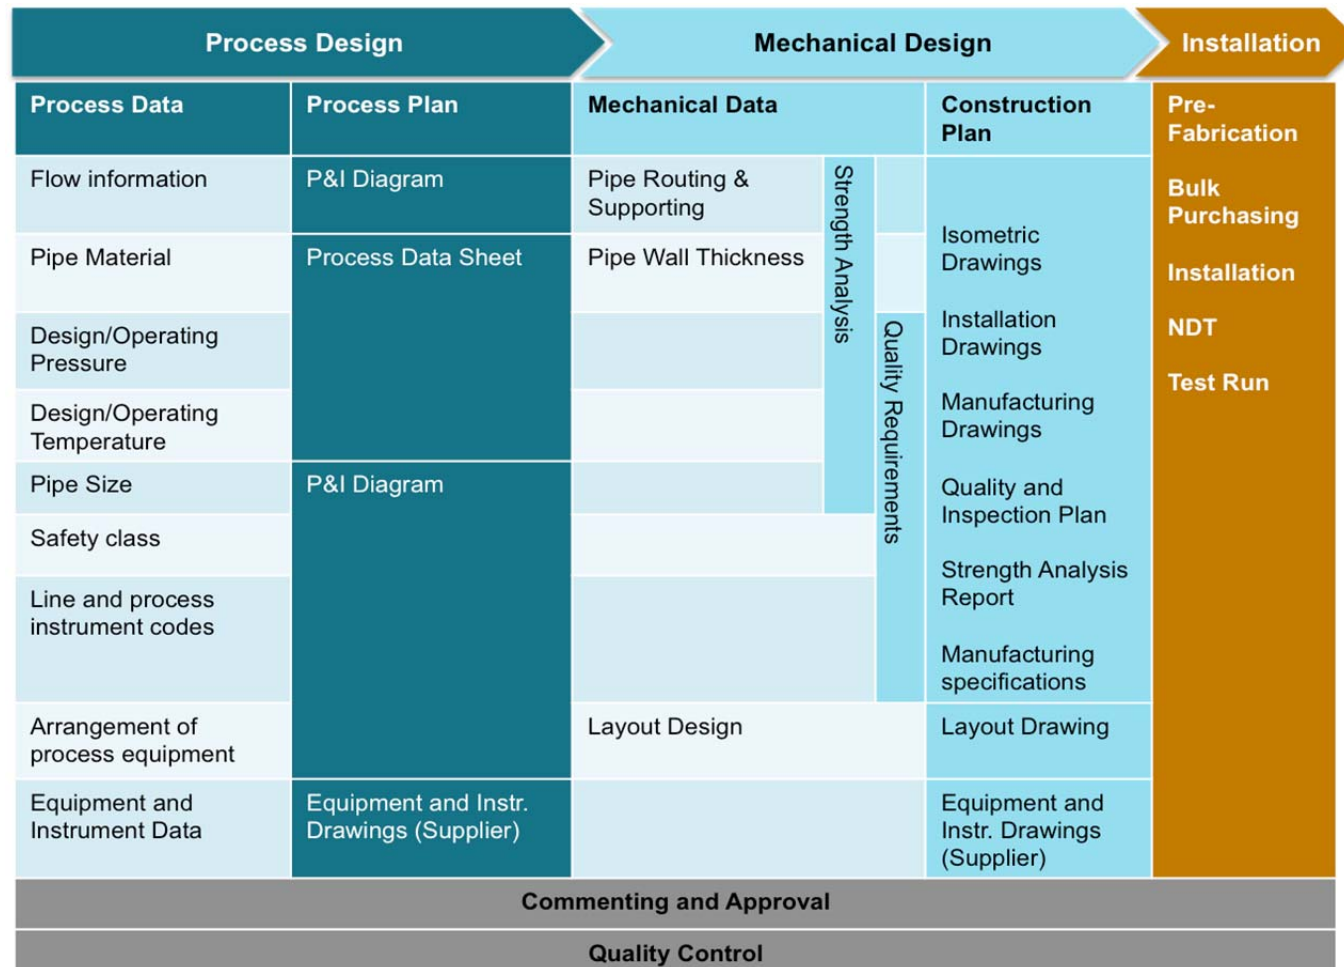 Process Design
Mechanical Design
Installation
Process Data
Process Plan
Mechanical Data
Construction
Plan
Pre-
Fabrication
Bulk
Purchasing
Installation
NDT
Test Run
Flow information
P&I Diagram
Pipe Routing &
Supporting
Strength Analysis
Pipe Material
Process Data Sheet
Pipe Wall Thickness
Design/Operating
Pressure
Quality Requirements
Design/Operating
Temperature
Pipe Size
P&I Diagram
Safety class
Line and process
instrument codes
Isometric
Drawings
Installation
Drawings
Manufacturing
Drawings
Quality and
Inspection Plan
Strength Analysis
Report
Manufacturing
specifications
Arrangement of
process equipment
Layout Design
Layout Drawing
Equipment and
Instrument Data
Equipment and Instr.
Drawings (Supplier)
Equipment and
Instr. Drawings
(Supplier)
Commenting and Approval
Quality Control